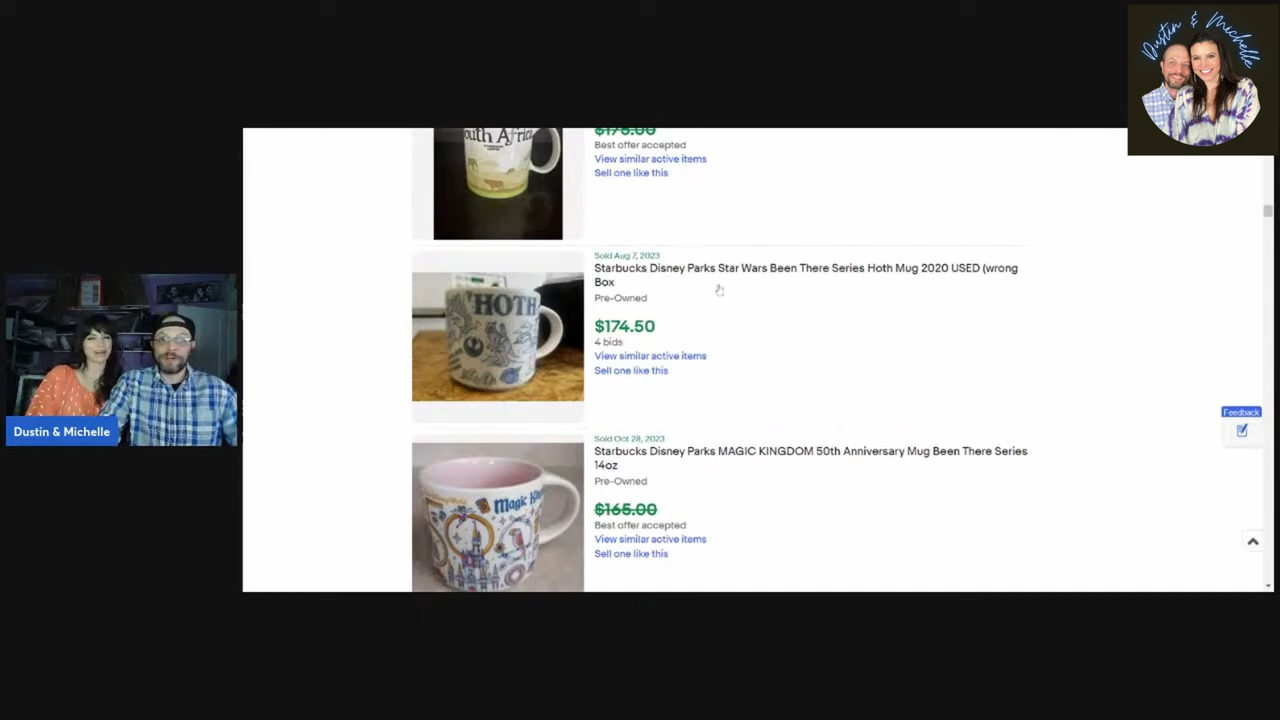 Dustin & Michelle
outh Africa
$175.00
Best offer accepted
View similar active items
Sell one like this
Sold Aug 7, 2023
Starbucks Disney Parks Star Wars Been There Series Hoth Mug 2020 USED (wrong
Box
Pre-Owned
HOTH
$174.50
4 bids
View similar active items
Sell one like this
Dustin & Michelle
Feedback
Sold Oct 28, 2023
Starbucks Disney Parks MAGIC KINGDOM 50th Anniversary Mug Been There Series
14oz
Pre-Owned
Magic King
$165.00
Best offer accepted
View similar active items
Sell one like this